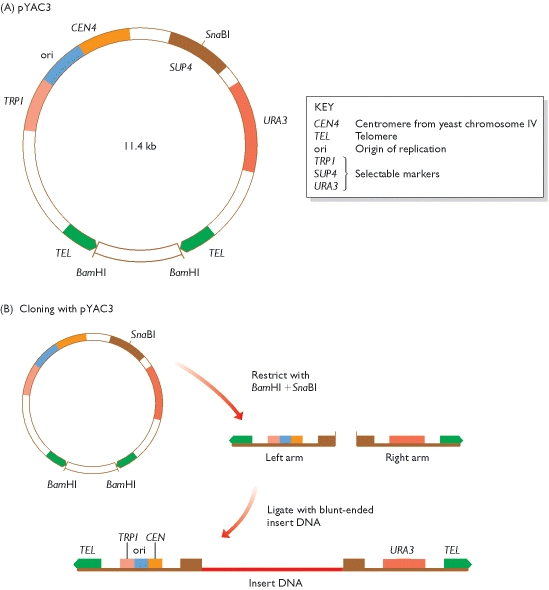 (A) pYAC3
CEN4
SnaBI
ori
SUP4
TRP1
URA3
11.4 kb
TEL
TEL
BamHI
BamHI
KEY
CEN4 Centromere from yeast chromosome IV
TEL Telomere
ori Origin of replication
TRP1
SUP4 Selectable markers
URA3
(B) Cloning with pYAC3
SnaBI
Restrict with
BamHI + SnaBI
BamHI
BamHI
Left arm
Right arm
Ligate with blunt-ended
insert DNA
TEL
TRP1
ori
CEN
URA3
TEL
Insert DNA